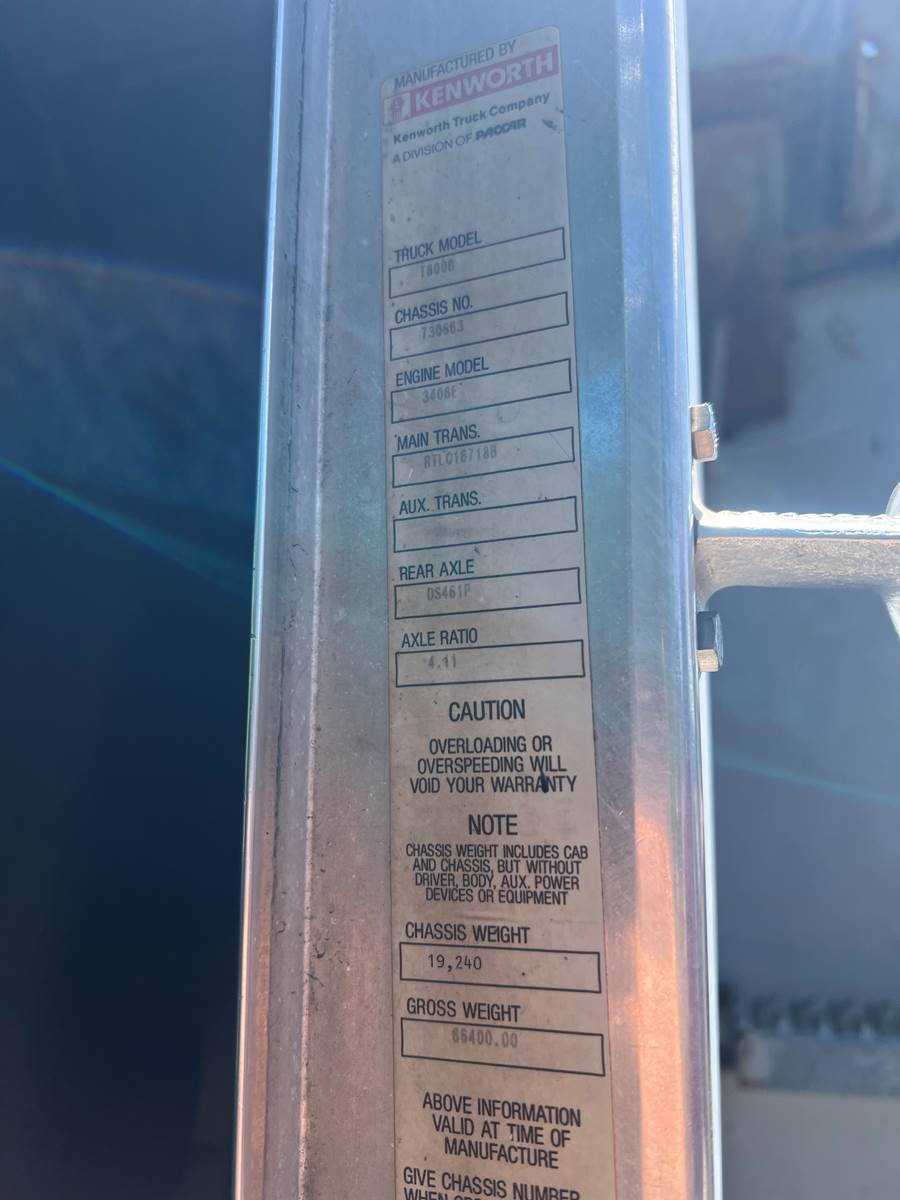 MANUFACTURED BY
KENWORTH
Kenworth Truck Company
A DIVISION OF PACCAR
TRUCK MODEL
T800B
CHASSIS NO.
730663
ENGINE MODEL
3406E
MAIN TRANS.
RTLO16718B
AUX. TRANS.
REAR AXLE
DS461P
AXLE RATIO
4.11
CAUTION
OVERLOADING OR
OVERSPEEDING WILL
VOID YOUR WARRANTY
NOTE
CHASSIS WEIGHT INCLUDES CAB
AND CHASSIS, BUT WITHOUT
DRIVER, BODY, AUX. POWER
DEVICES OR EQUIPMENT
CHASSIS WEIGHT
19,240
GROSS WEIGHT
66400.00
ABOVE INFORMATION
VALID AT TIME OF
MANUFACTURE
GIVE CHASSIS NUMBER
WHEN